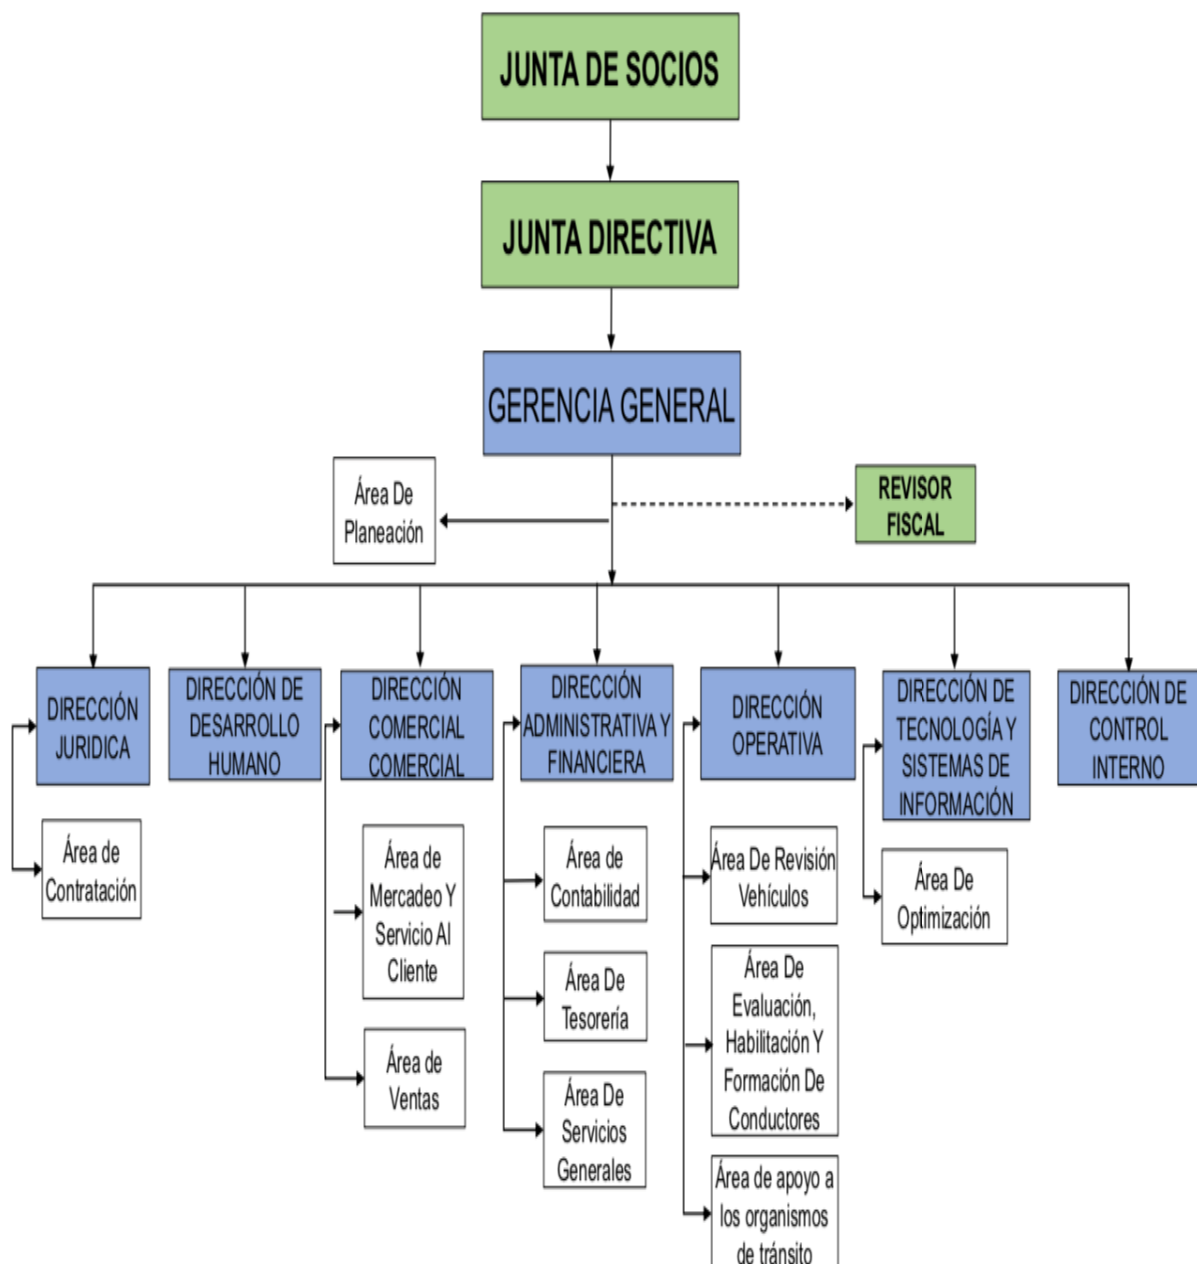 JUNTA DE SOCIOS
JUNTA DIRECTIVA
GERENCIA GENERAL
Área De
Planeación
REVISOR
FISCAL
DIRECCIÓN
JURIDICA
DIRECCIÓN DE
DESARROLLO
HUMANO
DIRECCIÓN
COMERCIAL
COMERCIAL
DIRECCIÓN
ADMINISTRATIVA Y
FINANCIERA
DIRECCIÓN
OPERATIVA
DIRECCIÓN DE
TECNOLOGÍA Y
SISTEMAS DE
INFORMACIÓN
DIRECCIÓN DE
CONTROL
INTERNO
Área de
Contratación
Área de
Mercadeo Y
Servicio Al
Cliente
Área de
Ventas
Área de
Contabilidad
Área De
Tesorería
Área De
Servicios
Generales
Área De Revisión
Vehículos
Área De
Evaluación,
Habilitación Y
Formación De
Conductores
Área de apoyo a
los organismos
de tránsito
Área De
Optimización